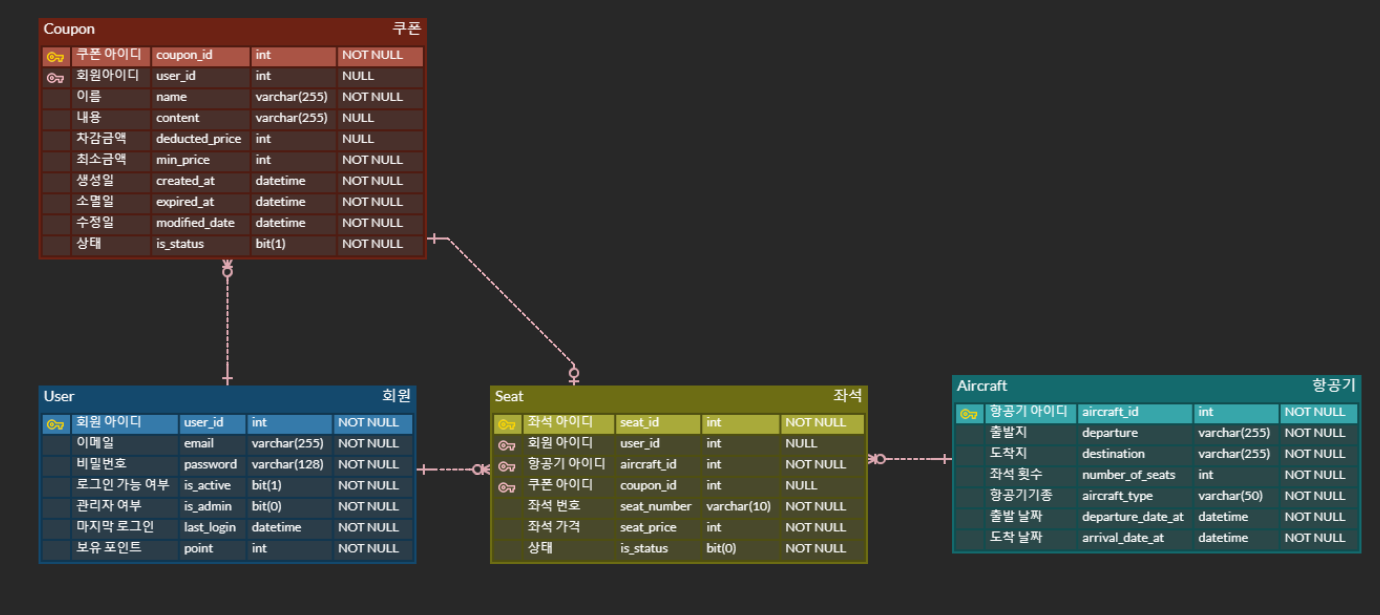 Coupon 쿠폰
쿠폰 아이디 coupon_id int NOT NULL
회원아이디 user_id int NULL
이름 name varchar(255) NOT NULL
내용 content varchar(255) NULL
차감금액 deducted_price int NULL
최소금액 min_price int NOT NULL
생성일 created_at datetime NOT NULL
소멸일 expired_at datetime NOT NULL
수정일 modified_date datetime NOT NULL
상태 is_status bit(1) NOT NULL
User 회원
회원 아이디 user_id int NOT NULL
이메일 email varchar(255) NOT NULL
비밀번호 password varchar(128) NOT NULL
로그인 가능 여부 is_active bit(1) NOT NULL
관리자 여부 is_admin bit(0) NOT NULL
마지막 로그인 last_login datetime NOT NULL
보유 포인트 point int NOT NULL
Seat 좌석
좌석 아이디 seat_id int NOT NULL
회원 아이디 user_id int NULL
항공기 아이디 aircraft_id int NOT NULL
쿠폰 아이디 coupon_id int NULL
좌석 번호 seat_number varchar(10) NOT NULL
좌석 가격 seat_price int NOT NULL
상태 is_status bit(0) NOT NULL
Aircraft 항공기
항공기 아이디 aircraft_id int NOT NULL
출발지 departure varchar(255) NOT NULL
도착지 destination varchar(255) NOT NULL
좌석 횟수 number_of_seats int NOT NULL
항공기기종 aircraft_type varchar(50) NOT NULL
출발 날짜 departure_date_at datetime NOT NULL
도착 날짜 arrival_date_at datetime NOT NULL